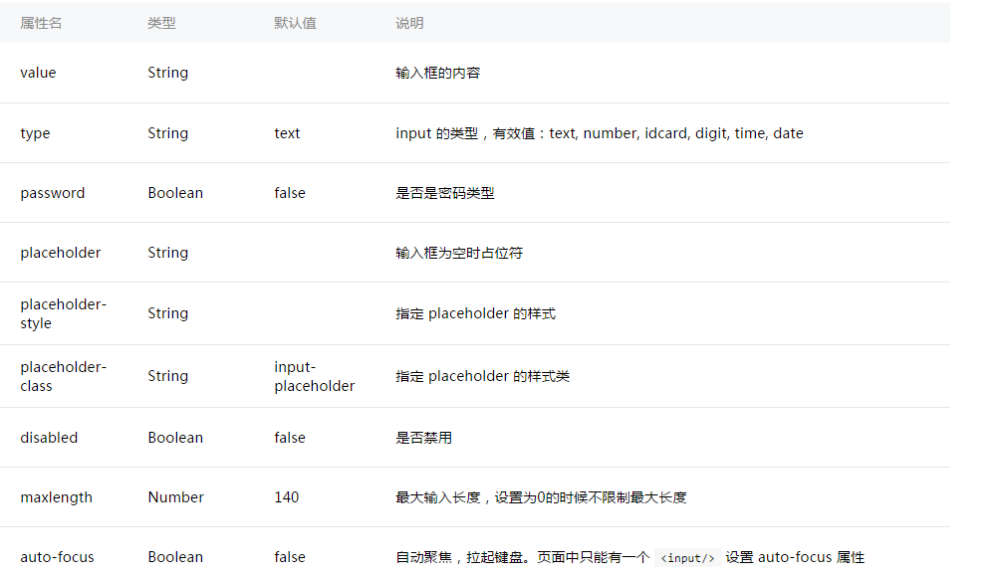 属性名 类型 默认值 说明
value String 输入框的内容
type String text input 的类型，有效值：text, number, idcard, digit, time, date
password Boolean false 是否是密码类型
placeholder String 输入框为空时占位符
placeholder-
style String 指定 placeholder 的样式
placeholder-
class String input-
placeholder 指定 placeholder 的样式类
disabled Boolean false 是否禁用
maxlength Number 140 最大输入长度，设置为0的时候不限制最大长度
auto-focus Boolean false 自动聚焦，拉起键盘。页面中只能有一个 <input/> 设置 auto-focus 属性